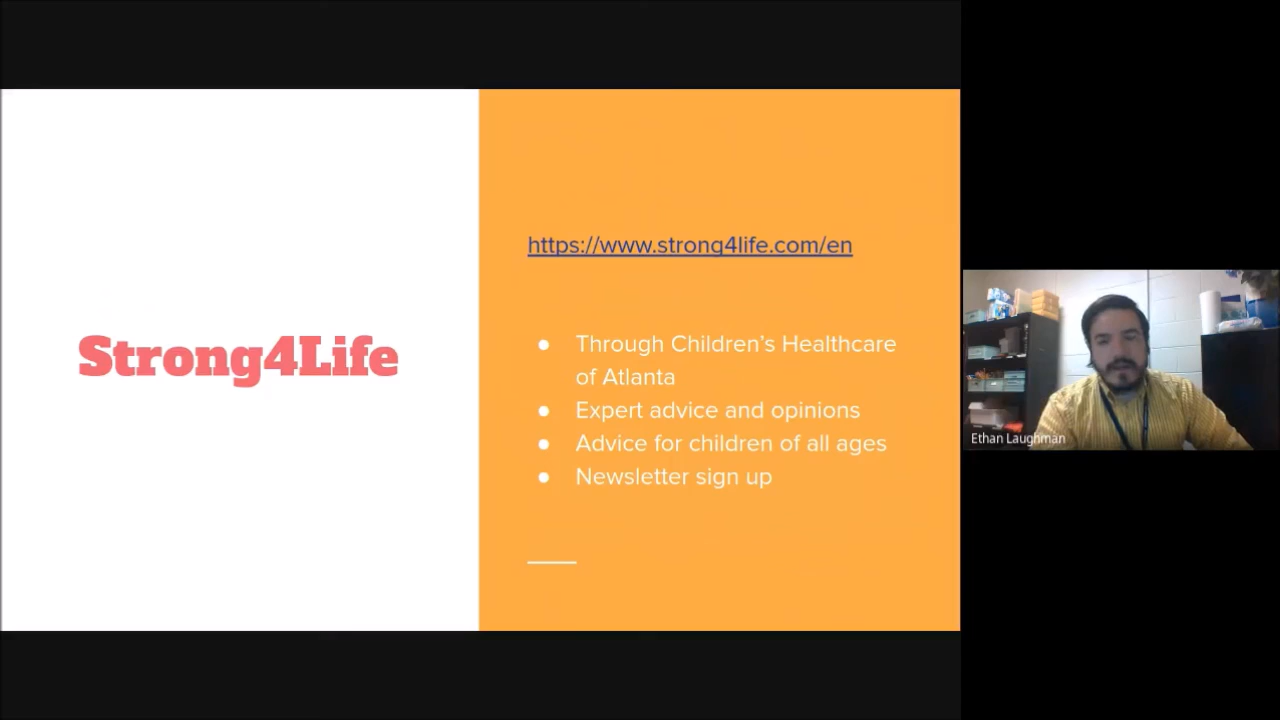 Strong4Life
https://www.strong4life.com/en
● Through Children's Healthcare
of Atlanta
● Expert advice and opinions
● Advice for children of all ages
● Newsletter sign up
Ethan Laughman